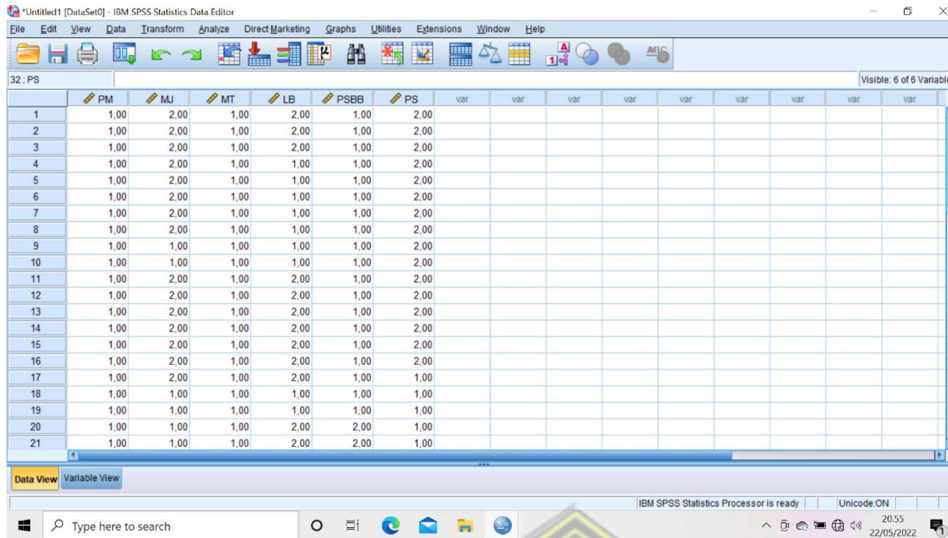 *Untitled1 [DataSet0] - IBM SPSS Statistics Data Editor
File Edit View Data Transform Analyze Direct Marketing Graphs Utilities Extensions Window Help
32 : PS Visible: 6 of 6 Variable
PM MJ MT LB PSBB PS var var var var var var var var var
1 1,00 2,00 1,00 2,00 1,00 2,00
2 1,00 2,00 1,00 2,00 1,00 2,00
3 1,00 2,00 1,00 1,00 1,00 2,00
4 1,00 2,00 1,00 1,00 1,00 2,00
5 1,00 2,00 1,00 1,00 1,00 2,00
6 1,00 2,00 1,00 1,00 1,00 2,00
7 1,00 2,00 1,00 1,00 1,00 2,00
8 1,00 2,00 1,00 1,00 1,00 2,00
9 1,00 1,00 1,00 1,00 1,00 2,00
10 1,00 1,00 1,00 1,00 1,00 2,00
11 1,00 2,00 1,00 2,00 1,00 2,00
12 1,00 2,00 1,00 2,00 1,00 2,00
13 1,00 2,00 1,00 2,00 1,00 2,00
14 1,00 2,00 1,00 2,00 1,00 2,00
15 1,00 2,00 1,00 2,00 1,00 2,00
16 1,00 2,00 1,00 2,00 1,00 2,00
17 1,00 2,00 1,00 2,00 1,00 1,00
18 1,00 1,00 1,00 1,00 1,00 1,00
19 1,00 1,00 1,00 1,00 1,00 1,00
20 1,00 1,00 1,00 2,00 2,00 1,00
21 1,00 1,00 1,00 2,00 2,00 1,00
Data View Variable View
IBM SPSS Statistics Processor is ready Unicode:ON
Type here to search 20.55
22/05/2022